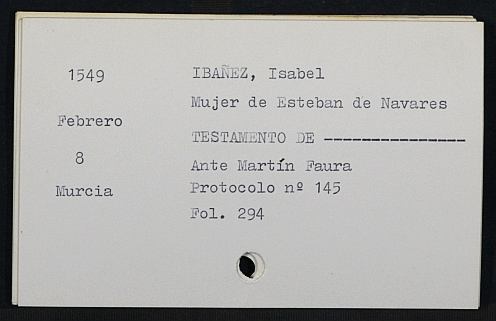 1549
IBAÑEZ, Isabel
Mujer de Esteban de Navares
Febrero
TESTAMENTO DE ---------------
8
Ante Martín Faura
Murcia
Protocolo nº 145
Fol. 294